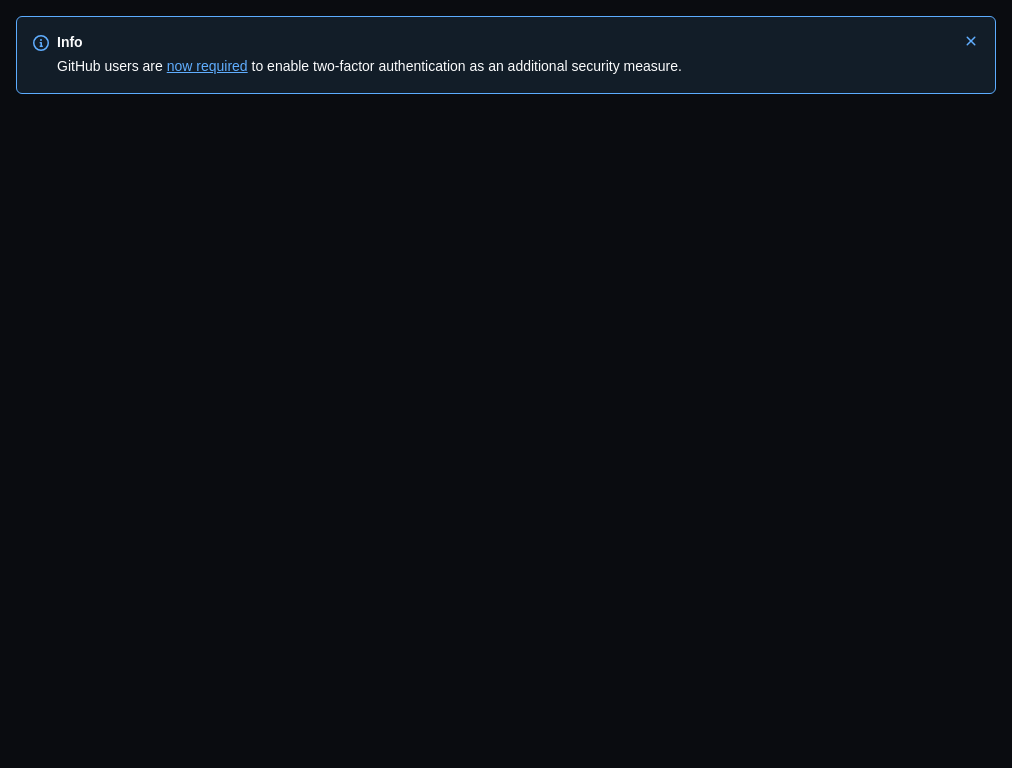 Info
GitHub users are now required to enable two-factor authentication as an additional security measure.